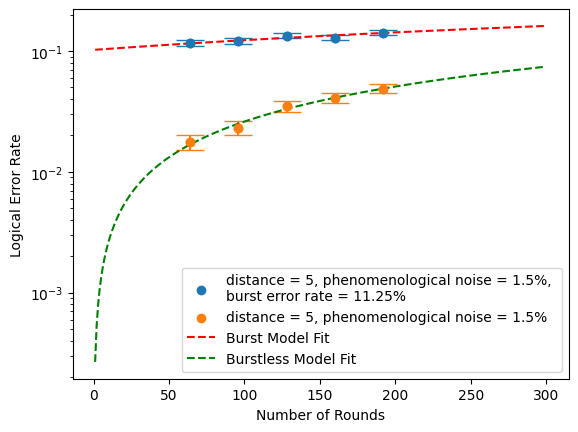 10⁻¹
10⁻²
10⁻³
Logical Error Rate
distance = 5, phenomenological noise = 1.5%,
burst error rate = 11.25%
distance = 5, phenomenological noise = 1.5%
Burst Model Fit
Burstless Model Fit
0 50 100 150 200 250 300
Number of Rounds